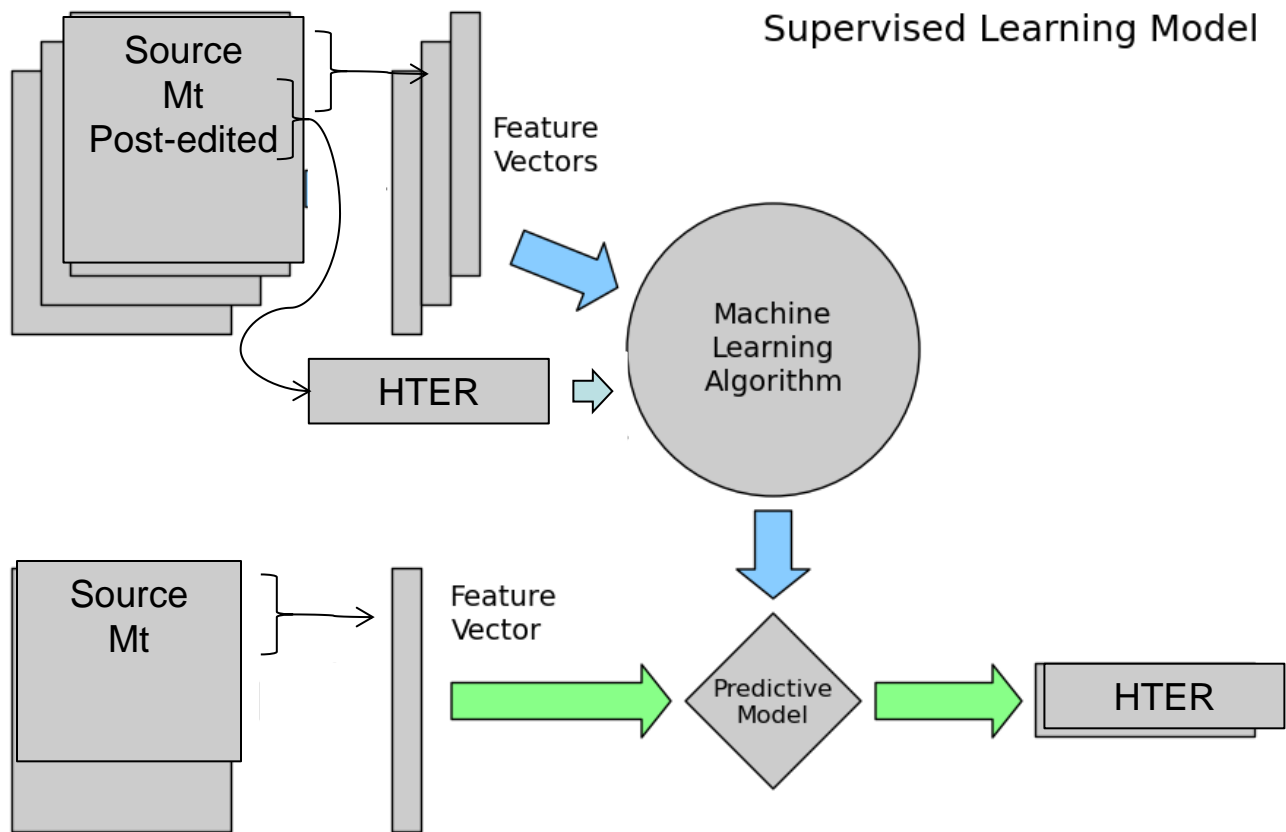 Supervised Learning Model
Source
Mt
Post-edited
Feature
Vectors
Machine
Learning
Algorithm
HTER
Source
Mt
Feature
Vector
Predictive
Model
HTER